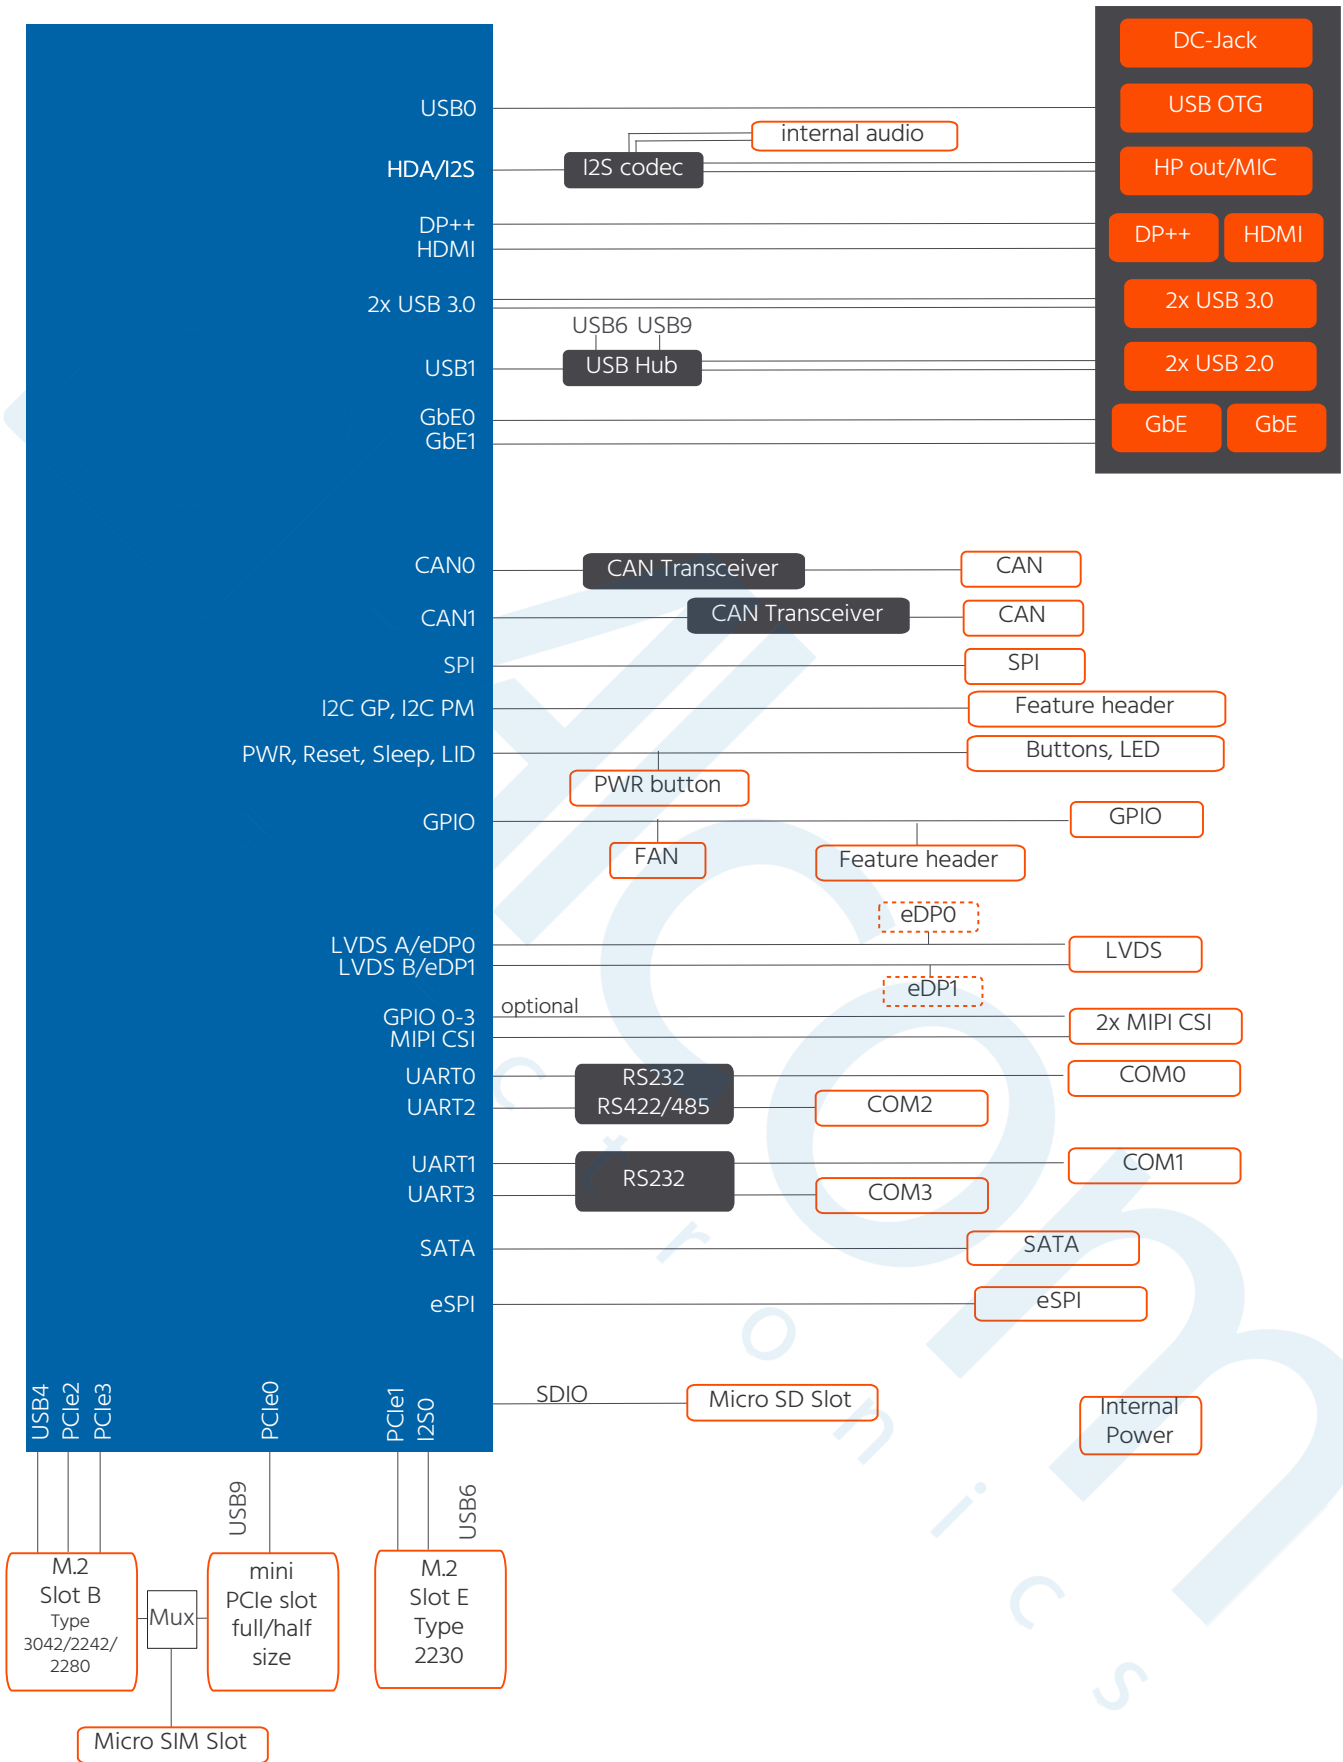 DC-Jack
USB0
USB OTG
internal audio
HDA/I2S
I2S codec
HP out/MIC
DP++
HDMI
DP++ HDMI
2x USB 3.0
2x USB 3.0
USB6 USB9
USB1
USB Hub
2x USB 2.0
GbE0
GbE1
GbE GbE
CAN0
CAN Transceiver
CAN
CAN1
CAN Transceiver
CAN
SPI
SPI
I2C GP, I2C PM
Feature header
PWR, Reset, Sleep, LID
Buttons, LED
PWR button
GPIO
GPIO
FAN
Feature header
eDP0
LVDS A/eDP0
LVDS B/eDP1
LVDS
eDP1
optional
GPIO 0-3
MIPI CSI
2x MIPI CSI
UART0
UART2
RS232
RS422/485
COM0
COM2
UART1
UART3
RS232
COM1
COM3
SATA
SATA
eSPI
eSPI
SDIO
Micro SD Slot
Internal
Power
USB4
PCIe2
PCIe3
PCIe0
PCIe1
I2S0
USB9
USB6
M.2
Slot B
Type
3042/2242/
2280
Mux
mini
PCIe slot
full/half
size
M.2
Slot E
Type
2230
Micro SIM Slot